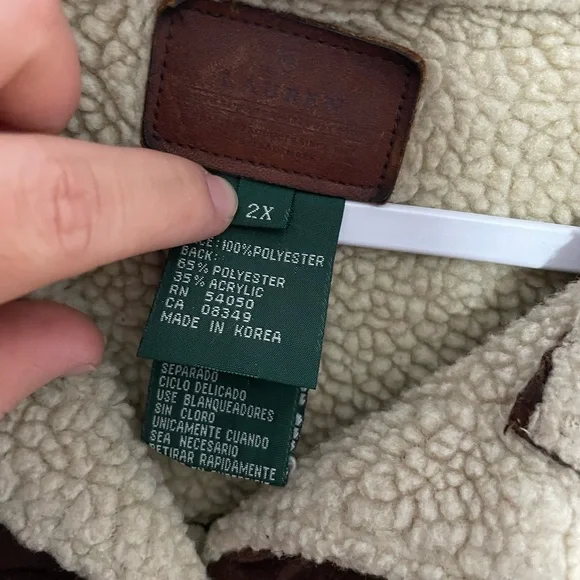 2X
:100%POLYESTER
BACK:
65% POLYESTER
35% ACRYLIC
RN 54050
CA 08349
MADE IN KOREA
SEPARADO
CICLO DELICADO
USE BLANQUEADORES
SIN CLORO
UNICAMENTE CUANDO
SEA NECESARIO
RETIRAR RAPIDAMENTE